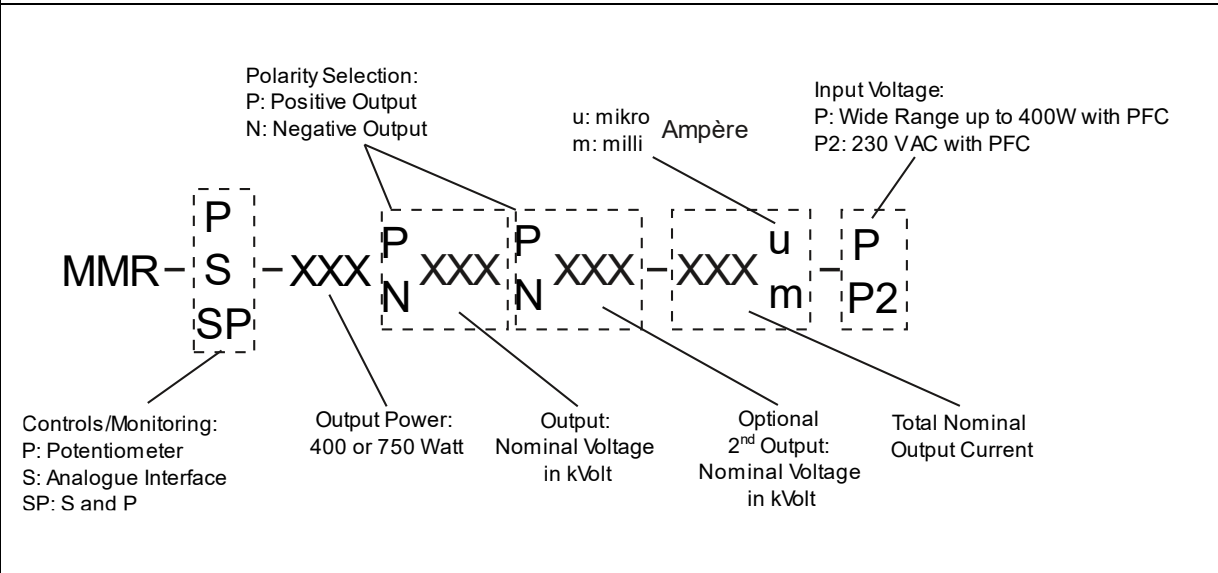 Polarity Selection:
P: Positive Output
N: Negative Output
u: mikro
m: milli
Ampère
Input Voltage:
P: Wide Range up to 400W with PFC
P2: 230 VAC with PFC
P
S
SP
MMR – – XXX
P
N
XXX
P
N
XXX – XXX
u
m
–
P
P2
Controls/Monitoring:
P: Potentiometer
S: Analogue Interface
SP: S and P
Output Power:
400 or 750 Watt
Output:
Nominal Voltage
in kVolt
Optional
2nd Output:
Nominal Voltage
in kVolt
Total Nominal
Output Current